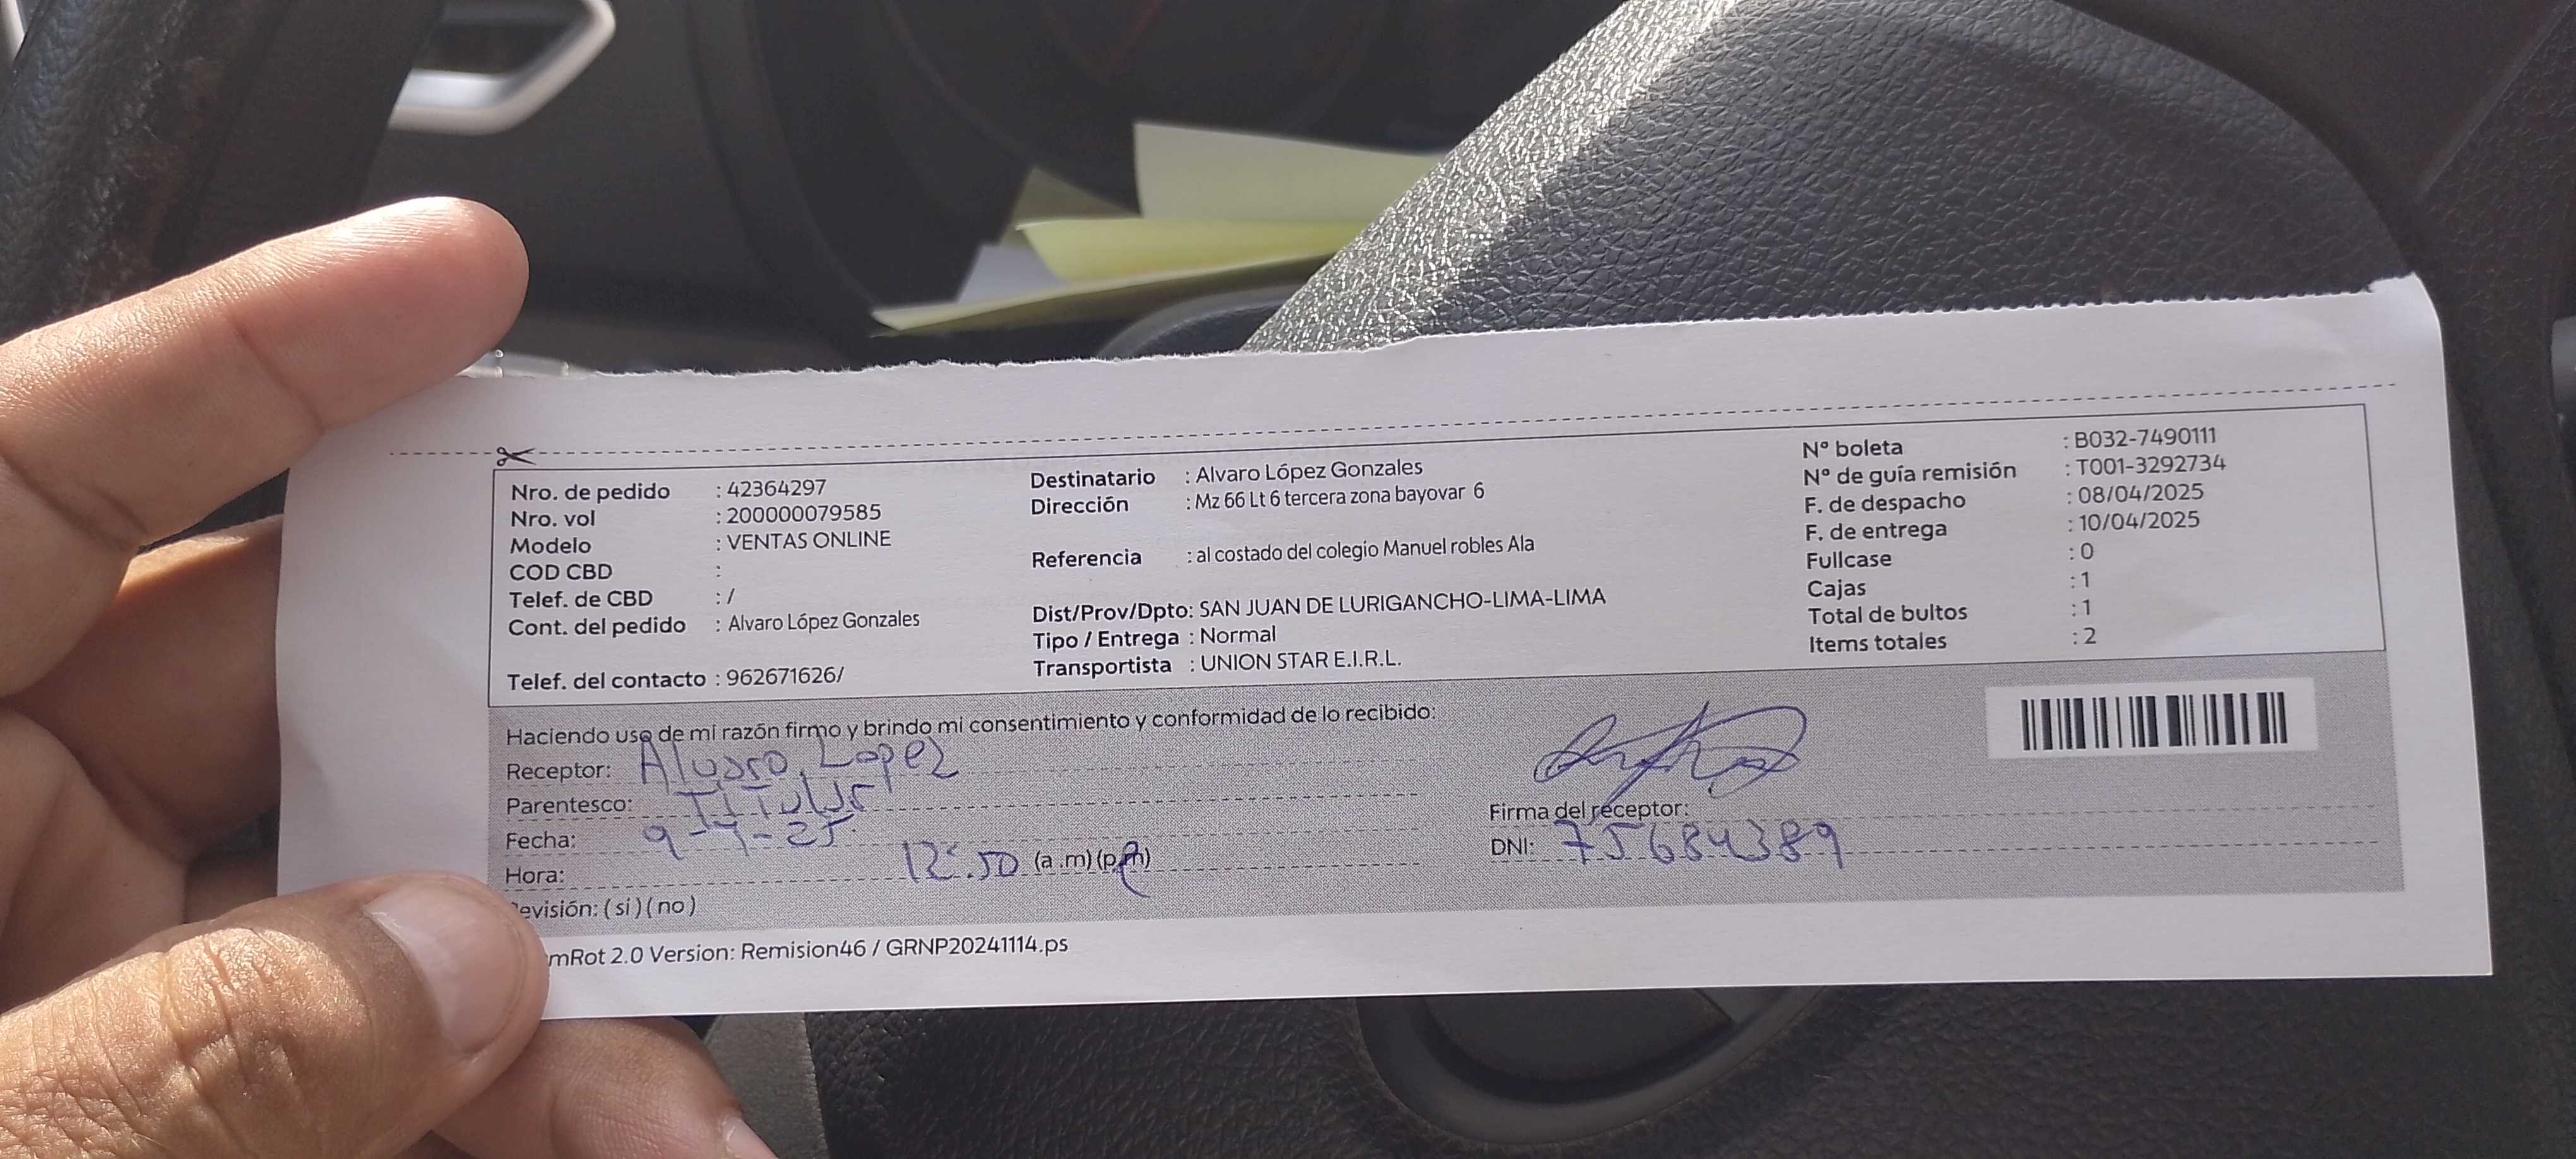 Nro. de pedido : 42364297
Nro. vol : 200000079585
Modelo : VENTAS ONLINE
COD CBD :
Telef. de CBD : /
Cont. del pedido : Alvaro López Gonzales
Telef. del contacto : 962671626/
Destinatario : Alvaro López Gonzales
Dirección : Mz 66 Lt 6 tercera zona bayovar 6
Referencia : al costado del colegio Manuel robles Ala
Dist/Prov/Dpto: SAN JUAN DE LURIGANCHO-LIMA-LIMA
Tipo / Entrega : Normal
Transportista : UNION STAR E.I.R.L.
Nº boleta : B032-7490111
Nº de guía remisión : T001-3292734
F. de despacho : 08/04/2025
F. de entrega : 10/04/2025
Fullcase : 0
Cajas : 1
Total de bultos : 1
Items totales : 2
Haciendo uso de mi razón firmo y brindo mi consentimiento y conformidad de lo recibido:
Receptor: Alvaro Lopez
Parentesco: TiTular
Fecha: 9-4-25
Hora: 12:50 (a .m) (p.m)
evisión: ( si ) ( no )
Firma del receptor:
DNI: 75684389
mRot 2.0 Version: Remision46 / GRNP20241114.ps